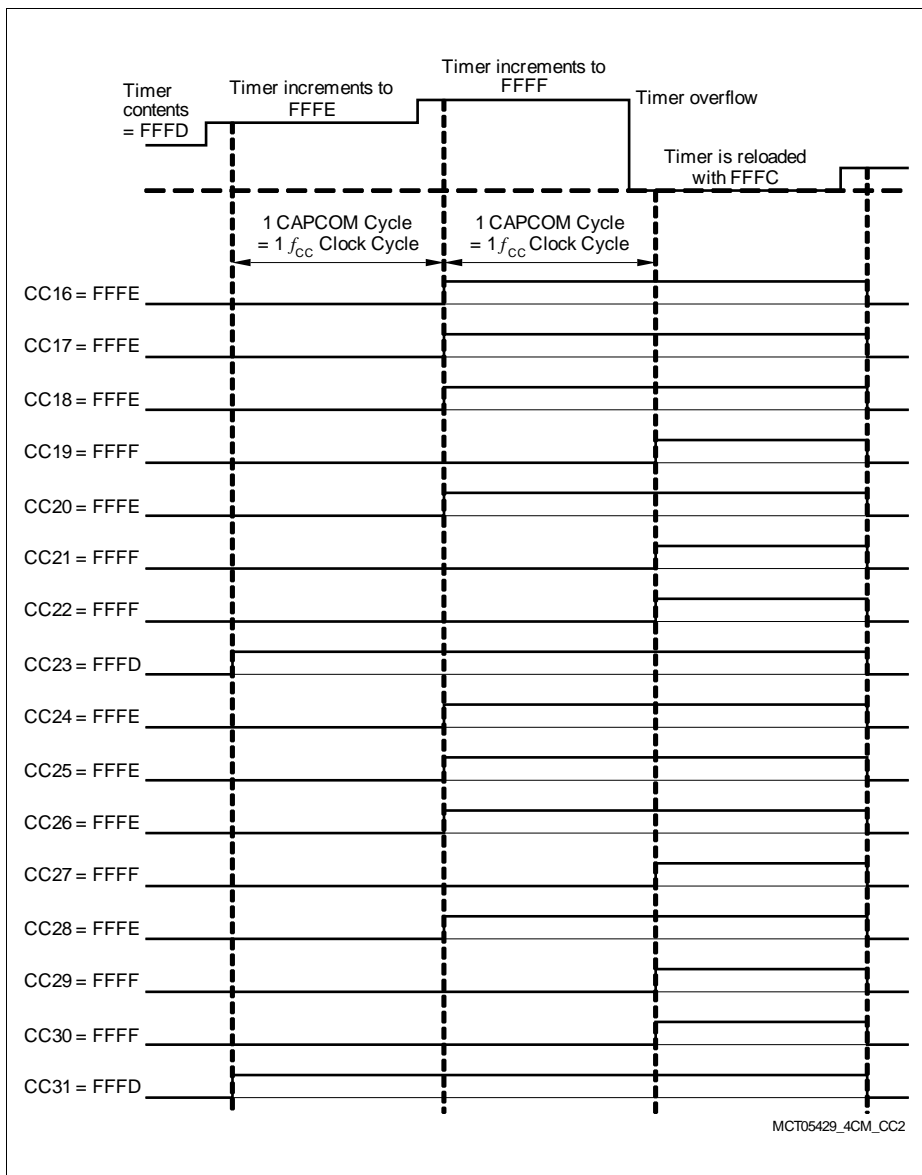 Timer
contents
= FFFD
Timer increments to
FFFE
Timer increments to
FFFF
Timer overflow
Timer is reloaded
with FFFC
1 CAPCOM Cycle
= 1 fCC Clock Cycle
1 CAPCOM Cycle
= 1 fCC Clock Cycle
CC16 = FFFE
CC17 = FFFE
CC18 = FFFE
CC19 = FFFF
CC20 = FFFE
CC21 = FFFF
CC22 = FFFF
CC23 = FFFD
CC24 = FFFE
CC25 = FFFE
CC26 = FFFE
CC27 = FFFF
CC28 = FFFE
CC29 = FFFF
CC30 = FFFF
CC31 = FFFD
MCT05429_4CM_CC2